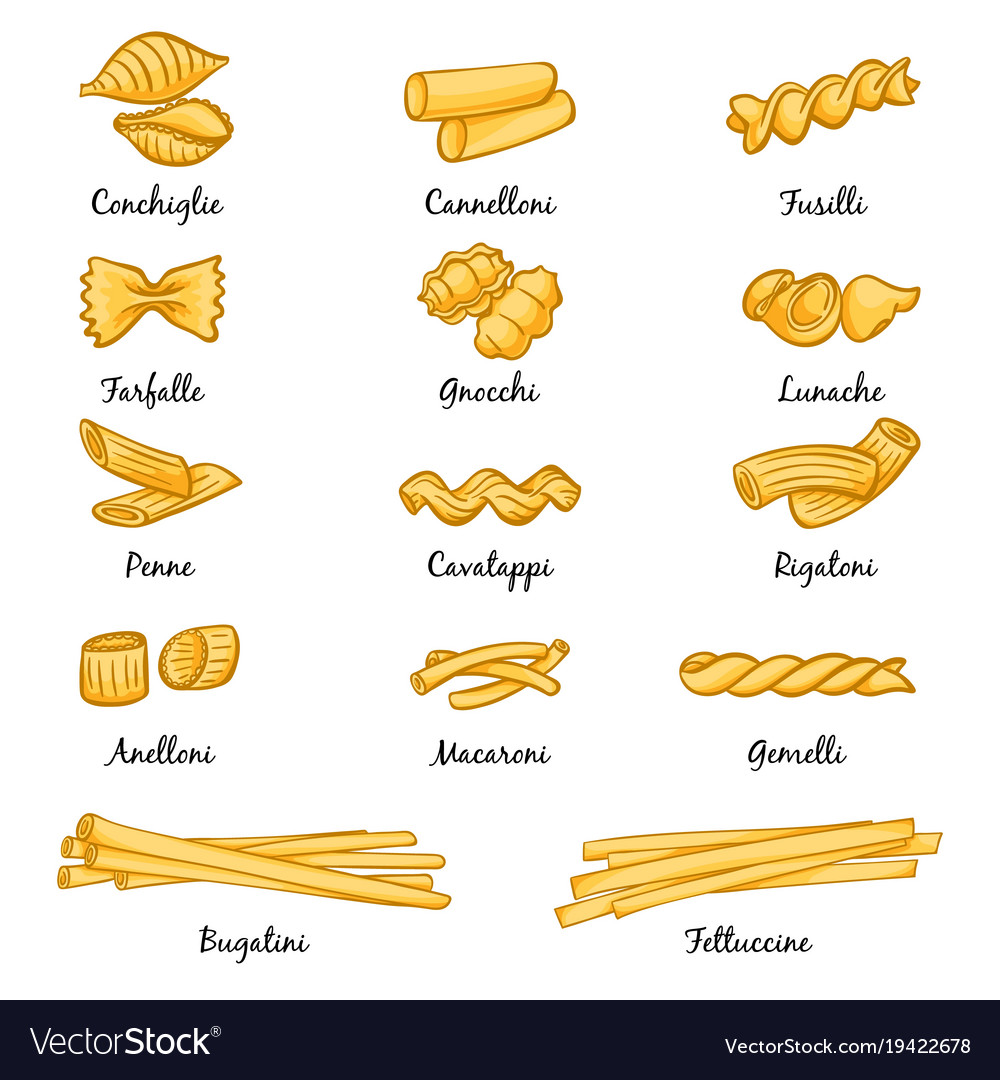 Conchiglie Cannelloni Fusilli
Farfalle Gnocchi Lunache
Penne Cavatappi Rigatoni
Anelloni Macaroni Gemelli
Bugatini Fettuccine
VectorStock® VectorStock.com/19422678